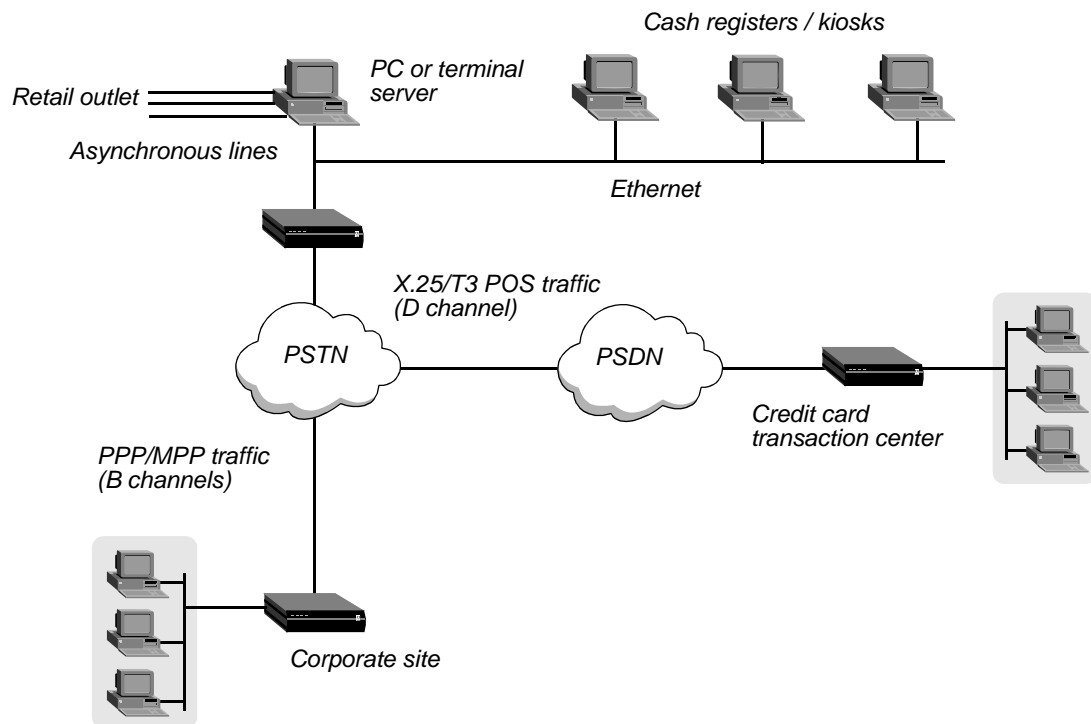 Cash registers / kiosks
PC or terminal
server
Retail outlet
Asynchronous lines
Ethernet
X.25/T3 POS traffic
(D channel)
PSTN
PSDN
Credit card
transaction center
PPP/MPP traffic
(B channels)
Corporate site